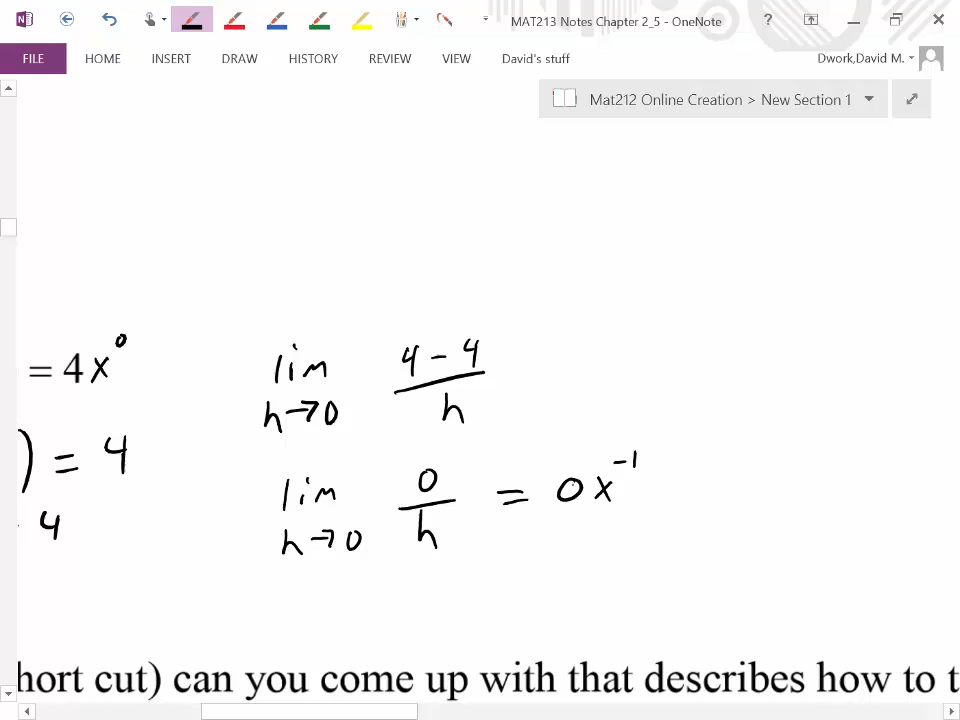 MAT213 Notes Chapter 2_5 - OneNote
?
FILE HOME INSERT DRAW HISTORY REVIEW VIEW David's stuff
Dwork,David M.
Mat212 Online Creation > New Section 1
= 4x⁰
lim h→0 (4 - 4)/h
) = 4
4
lim h→0 0/h = 0x⁻¹
hort cut) can you come up with that describes how to t